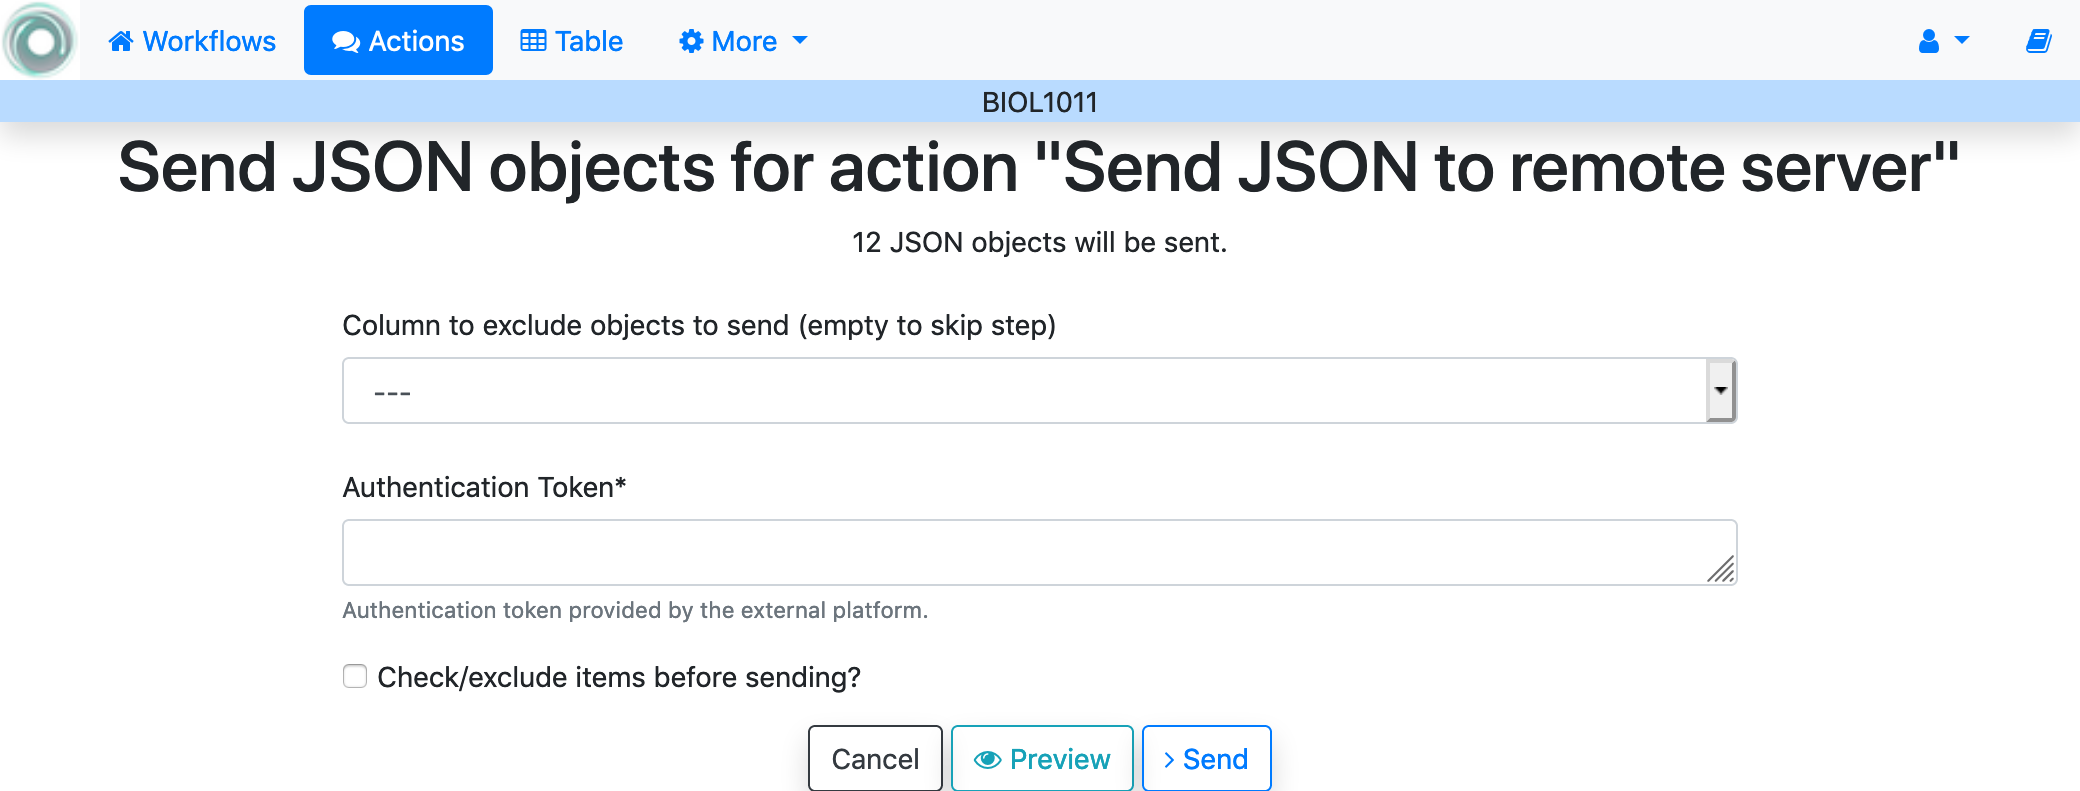 Workflows Actions Table More
BIOL1011
Send JSON objects for action "Send JSON to remote server"
12 JSON objects will be sent.
Column to exclude objects to send (empty to skip step)
---
Authentication Token*
Authentication token provided by the external platform.
Check/exclude items before sending?
Cancel Preview Send